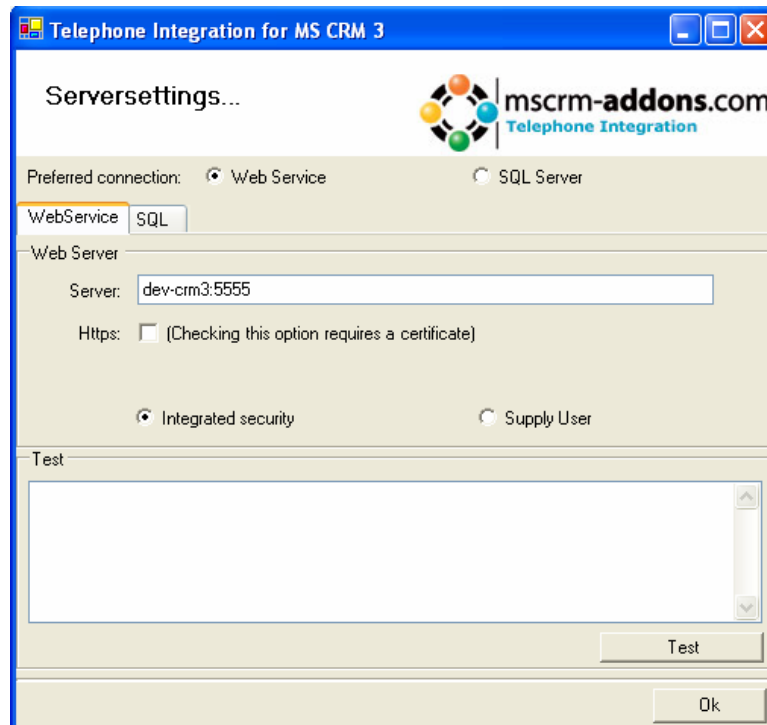 Telephone Integration for MS CRM 3
Serversettings...
mscrm-addons.com
Telephone Integration
Preferred connection: Web Service SQL Server
WebService SQL
Web Server
Server: dev-crm3:5555
Https: (Checking this option requires a certificate)
Integrated security Supply User
Test
Test
Ok